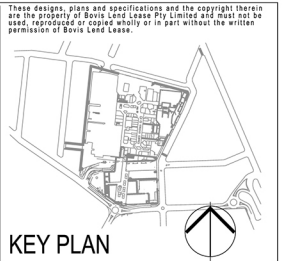 These designs, plans and specifications and the copyright therein
are the property of Bovis Lend Lease Pty Limited and must not be
used, reproduced or copied wholly or in part without the written
permission of Bovis Lend Lease.
KEY PLAN